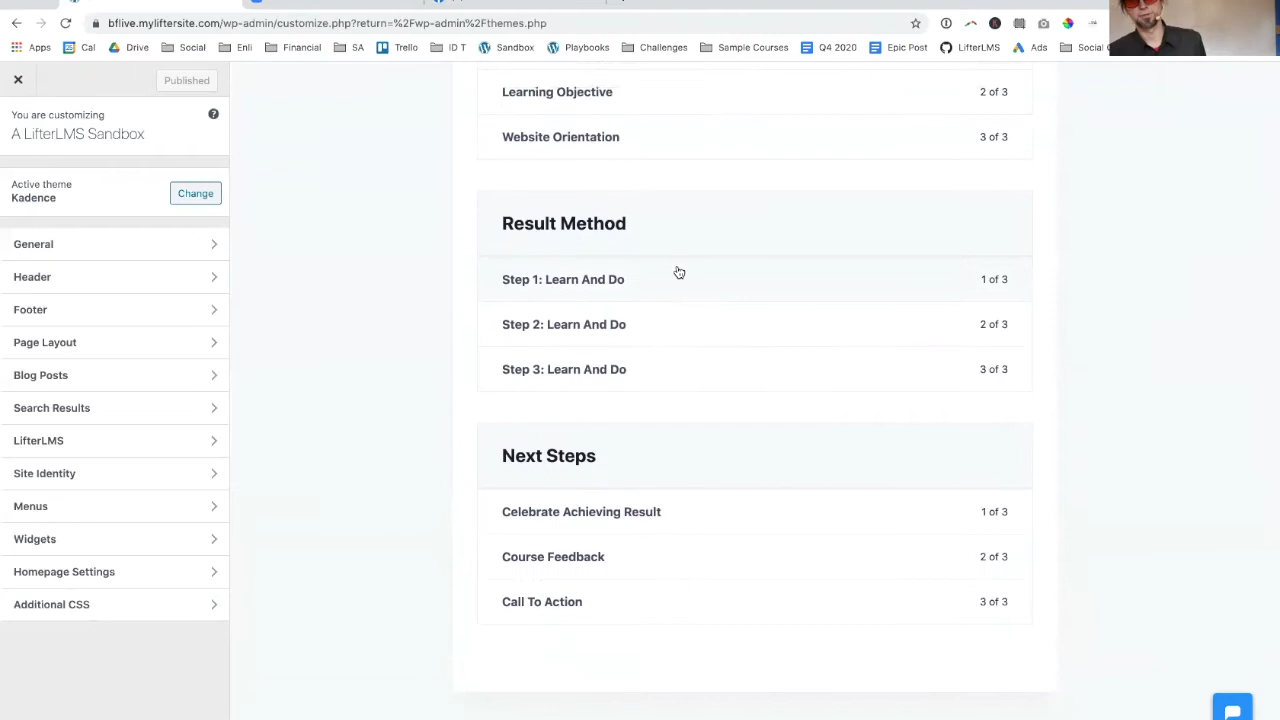 bflive.myliftersite.com/wp-admin/customize.php?return=%2Fwp-admin%2Fthemes.php
Apps Cal Drive Social Enli Financial SA Trello ID T Sandbox Playbooks Challenges Sample Courses Q4 2020 Epic Post LifterLMS Ads Social
Published
You are customizing
A LifterLMS Sandbox
Active theme
Kadence
Change
General
Header
Footer
Page Layout
Blog Posts
Search Results
LifterLMS
Site Identity
Menus
Widgets
Homepage Settings
Additional CSS
Learning Objective 2 of 3
Website Orientation 3 of 3
Result Method
Step 1: Learn And Do 1 of 3
Step 2: Learn And Do 2 of 3
Step 3: Learn And Do 3 of 3
Next Steps
Celebrate Achieving Result 1 of 3
Course Feedback 2 of 3
Call To Action 3 of 3